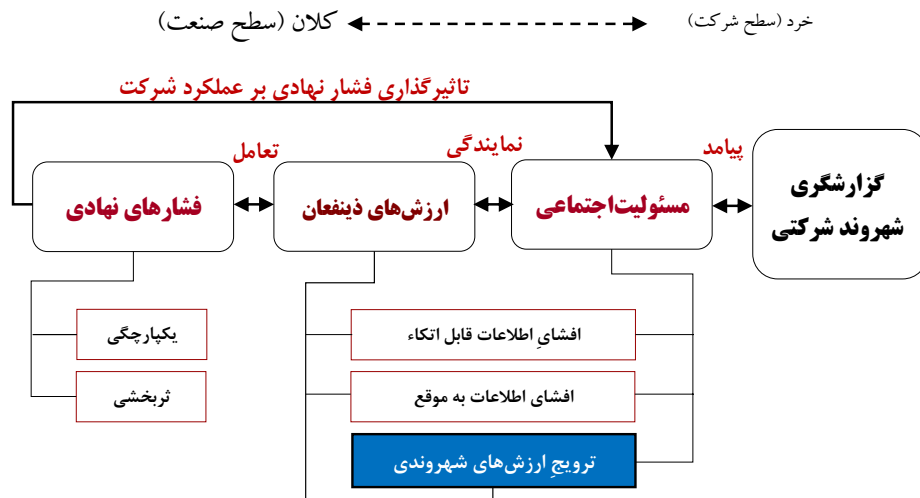 خرد (سطح شرکت)
کلان (سطح صنعت)
تاثیرگذاری فشار نهادی بر عملکرد شرکت
پیامد
نمایندگی
تعامل
گزارشگری
شهروند شرکتی
مسئولیت‌اجتماعی
ارزش‌های ذینفعان
فشارهای نهادی
افشایِ اطلاعات قابل اتکاء
یکپارچگی
افشای اطلاعات به موقع
ثربخشی
ترویجِ ارزش‌های شهروندی